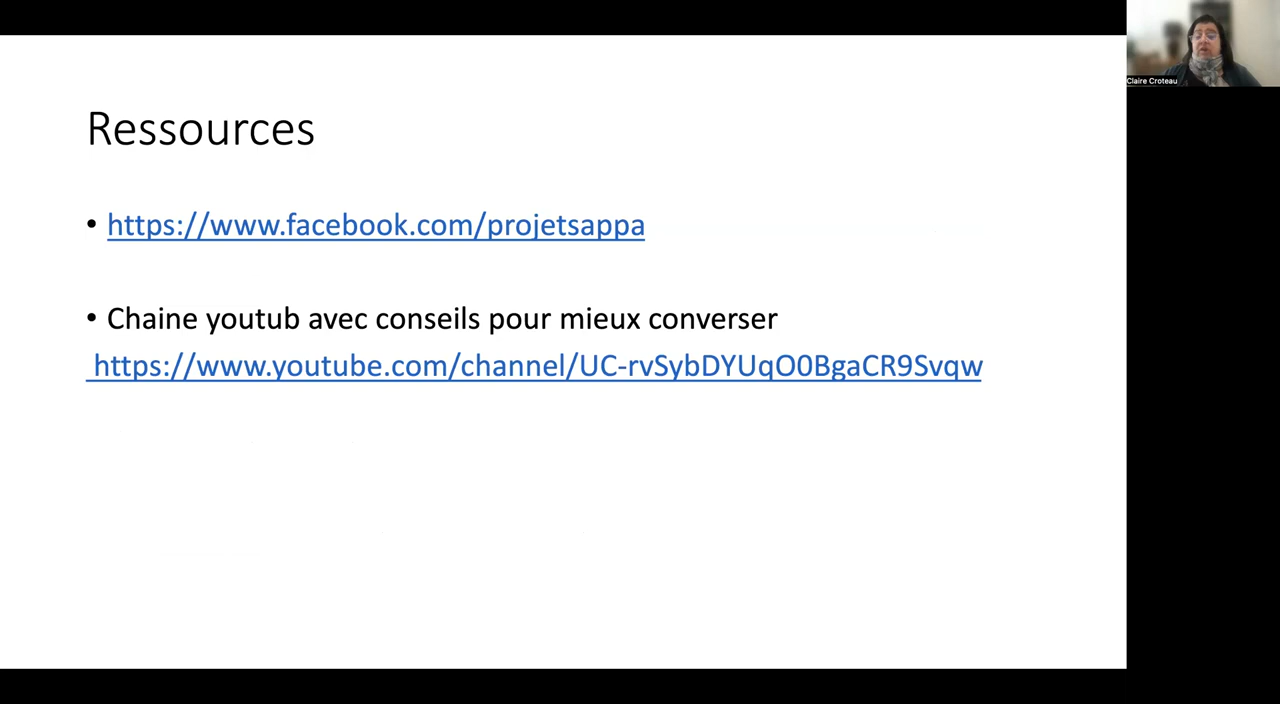 Ressources
• https://www.facebook.com/projetsappa
• Chaine youtub avec conseils pour mieux converser
https://www.youtube.com/channel/UC-rvSybDYUqO0BgaCR9Svqw
Claire Croteau